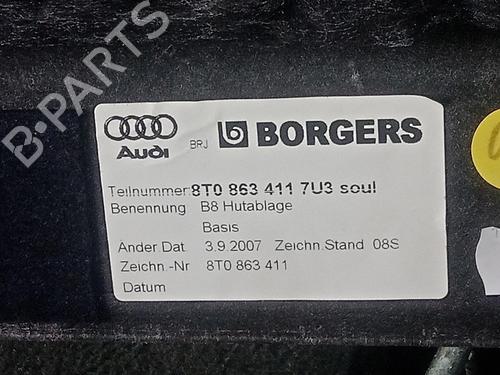 B-PARTS
Audi BRJ b BORGERS
Teilnummer 8T0 863 411 7U3 soul
Benennung B8 Hutablage
Basis
Ander Dat. 3.9.2007 Zeichn.Stand 08S
Zeichn.-Nr 8T0 863 411
Datum